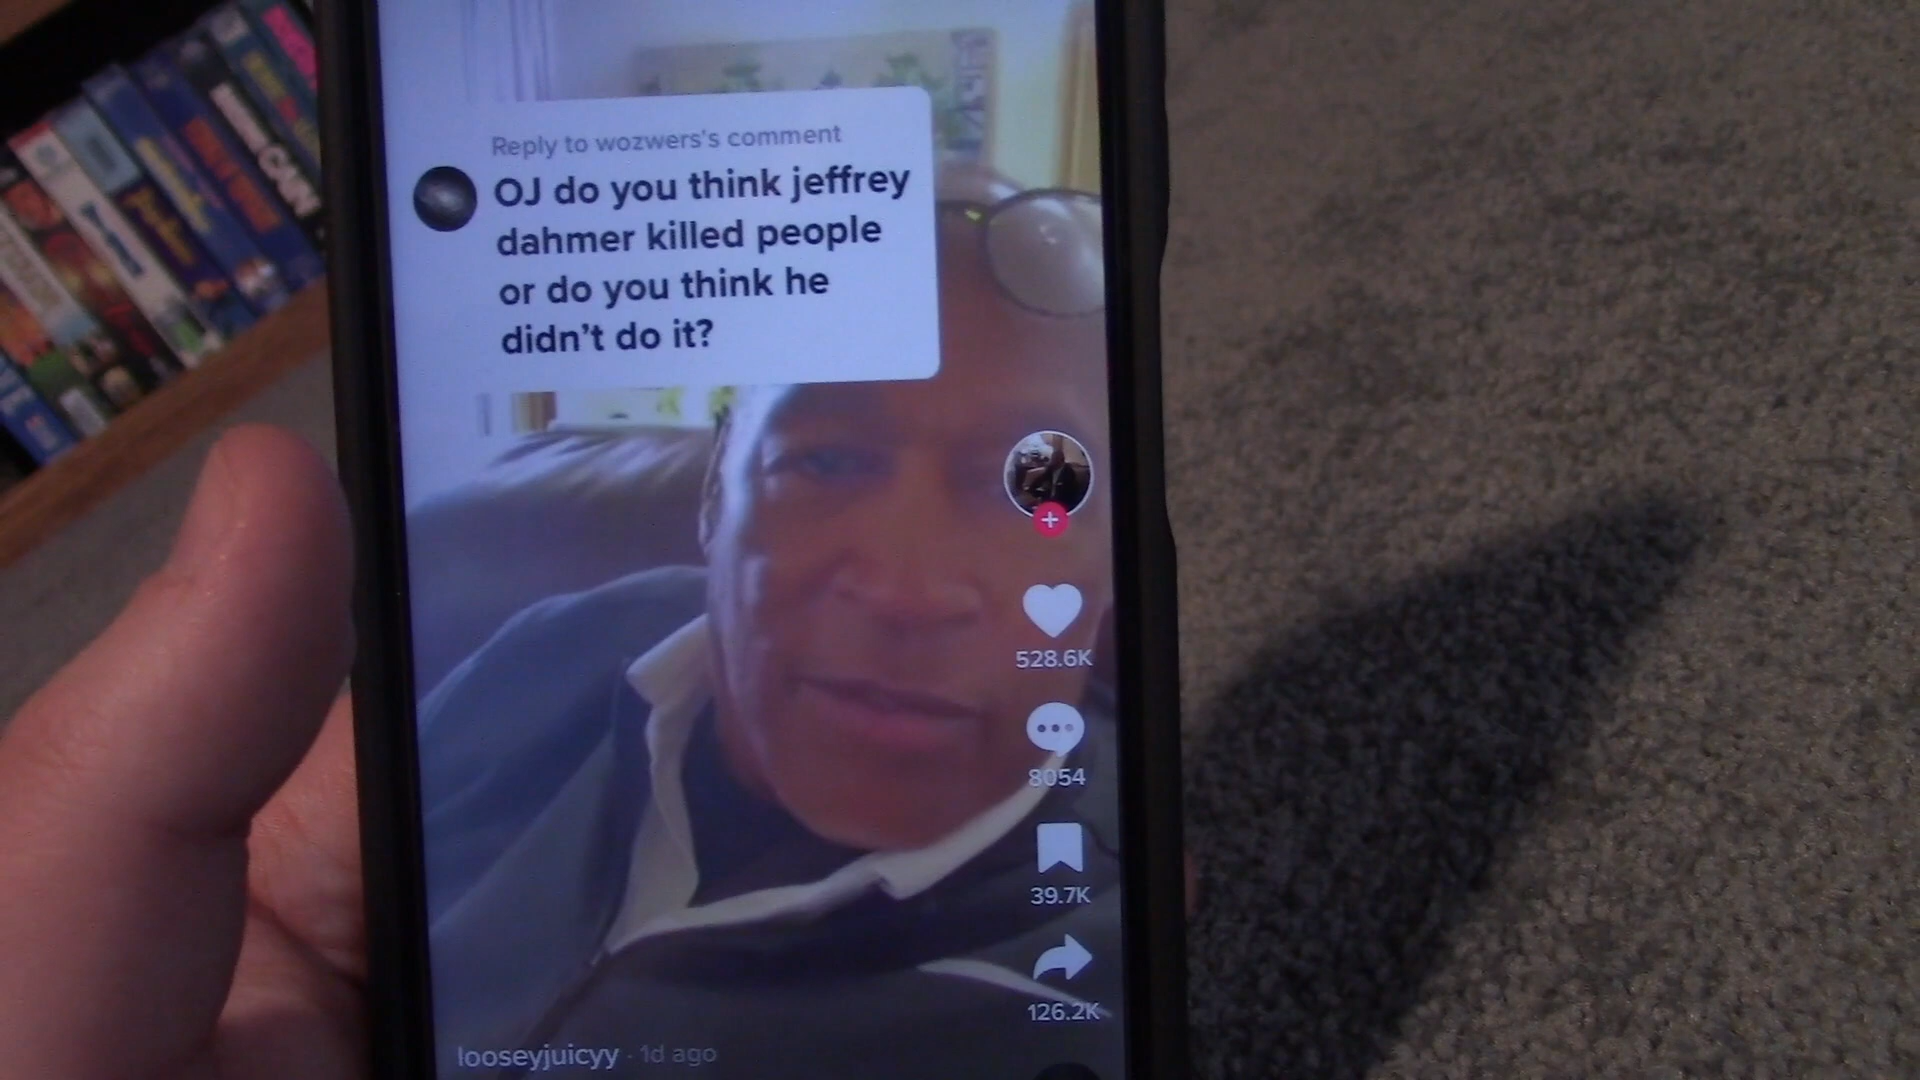 Reply to wozwers's comment
OJ do you think jeffrey
dahmer killed people
or do you think he
didn't do it?
528.6K
8054
39.7K
126.2K
looseyjuicyy · 1d ago